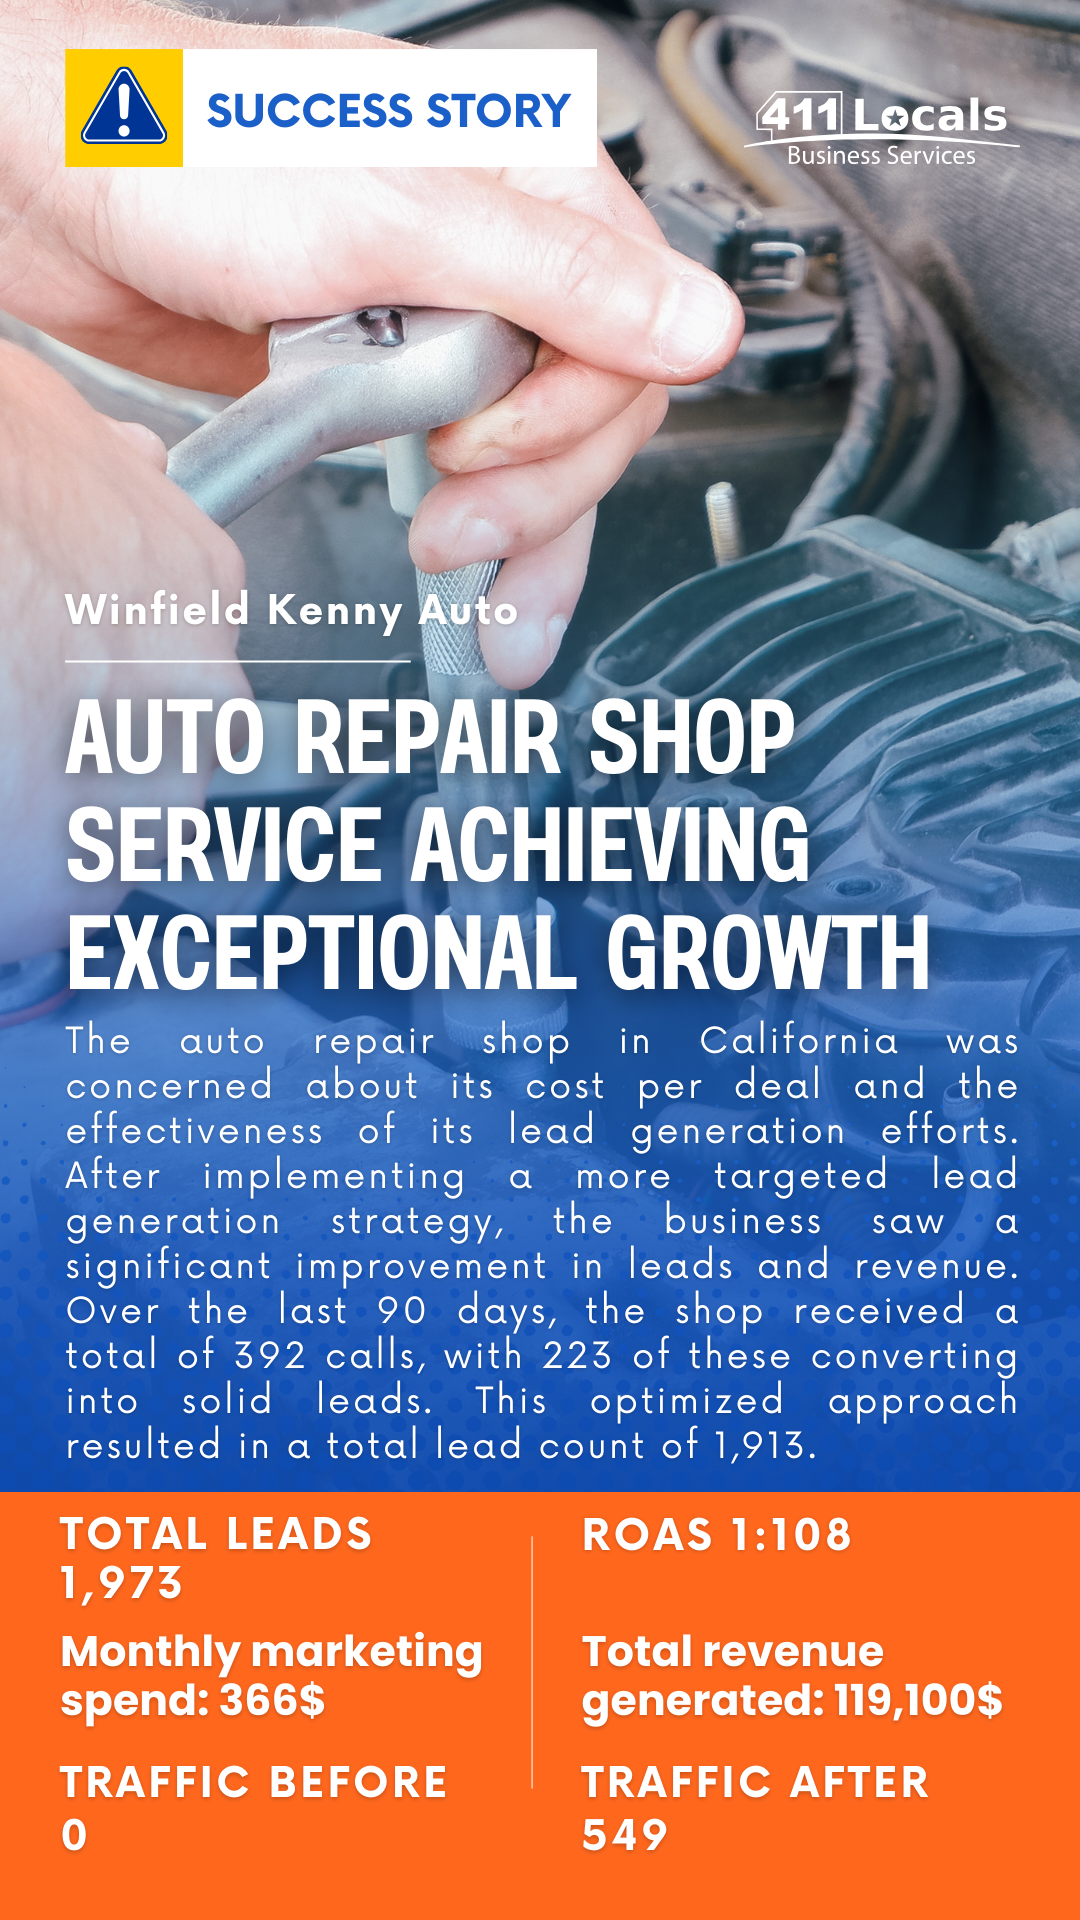 SUCCESS STORY
411 Locals
Business Services
Winfield Kenny Auto
AUTO REPAIR SHOP
SERVICE ACHIEVING
EXCEPTIONAL GROWTH
The auto repair shop in California was
concerned about its cost per deal and the
effectiveness of its lead generation efforts.
After implementing a more targeted lead
generation strategy, the business saw a
significant improvement in leads and revenue.
Over the last 90 days, the shop received a
total of 392 calls, with 223 of these converting
into solid leads. This optimized approach
resulted in a total lead count of 1,913.
TOTAL LEADS
1,973
ROAS 1:108
Monthly marketing
spend: 366$
Total revenue
generated: 119,100$
TRAFFIC BEFORE
0
TRAFFIC AFTER
549